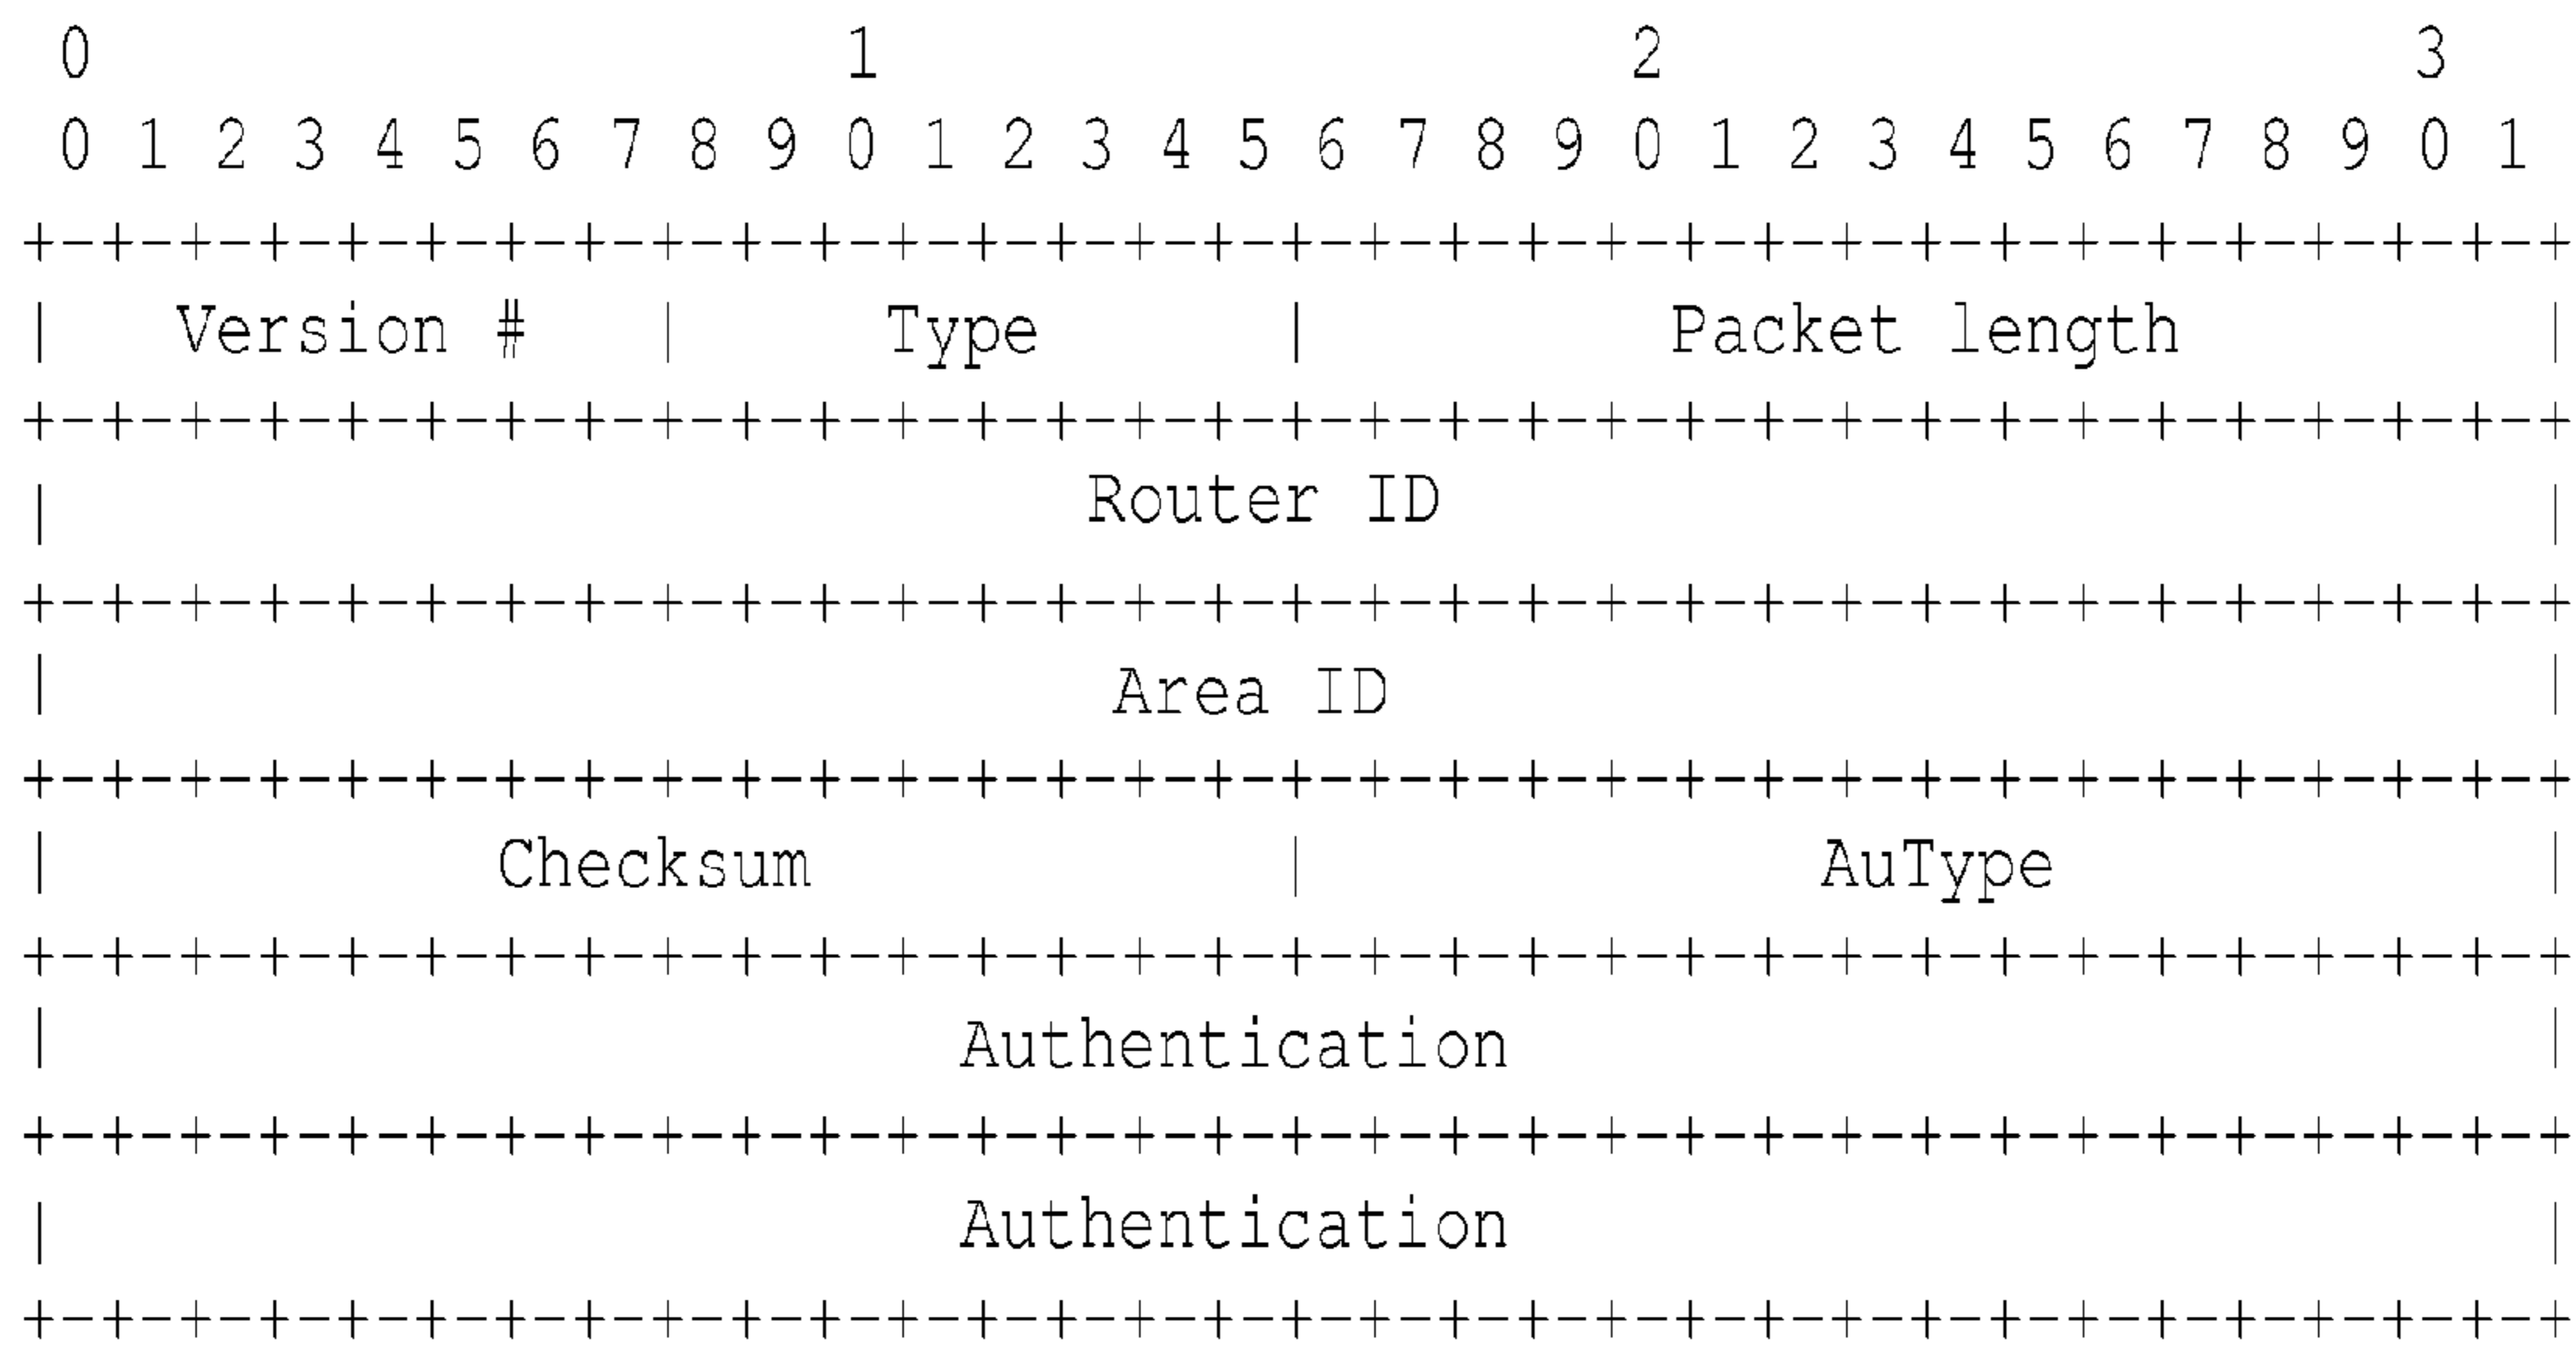 0 1 2 3
0 1 2 3 4 5 6 7 8 9 0 1 2 3 4 5 6 7 8 9 0 1 2 3 4 5 6 7 8 9 0 1
+-+-+-+-+-+-+-+-+-+-+-+-+-+-+-+-+-+-+-+-+-+-+-+-+-+-+-+-+-+-+-+-+
| Version # | Type | Packet length |
+-+-+-+-+-+-+-+-+-+-+-+-+-+-+-+-+-+-+-+-+-+-+-+-+-+-+-+-+-+-+-+-+
| Router ID |
+-+-+-+-+-+-+-+-+-+-+-+-+-+-+-+-+-+-+-+-+-+-+-+-+-+-+-+-+-+-+-+-+
| Area ID |
+-+-+-+-+-+-+-+-+-+-+-+-+-+-+-+-+-+-+-+-+-+-+-+-+-+-+-+-+-+-+-+-+
| Checksum | AuType |
+-+-+-+-+-+-+-+-+-+-+-+-+-+-+-+-+-+-+-+-+-+-+-+-+-+-+-+-+-+-+-+-+
| Authentication |
+-+-+-+-+-+-+-+-+-+-+-+-+-+-+-+-+-+-+-+-+-+-+-+-+-+-+-+-+-+-+-+-+
| Authentication |
+-+-+-+-+-+-+-+-+-+-+-+-+-+-+-+-+-+-+-+-+-+-+-+-+-+-+-+-+-+-+-+-+